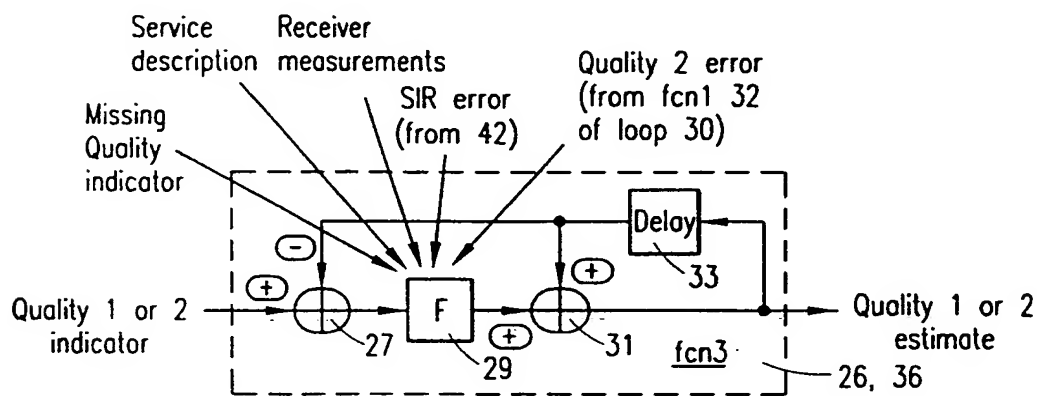 Service
description
Receiver
measurements
Missing
Quality
indicator
SIR error
(from 42)
Quality 2 error
(from fcn1 32
of loop 30)
Delay
33
−
+
+
Quality 1 or 2
indicator
27
F
29
+
31
fcn3
Quality 1 or 2
estimate
26, 36